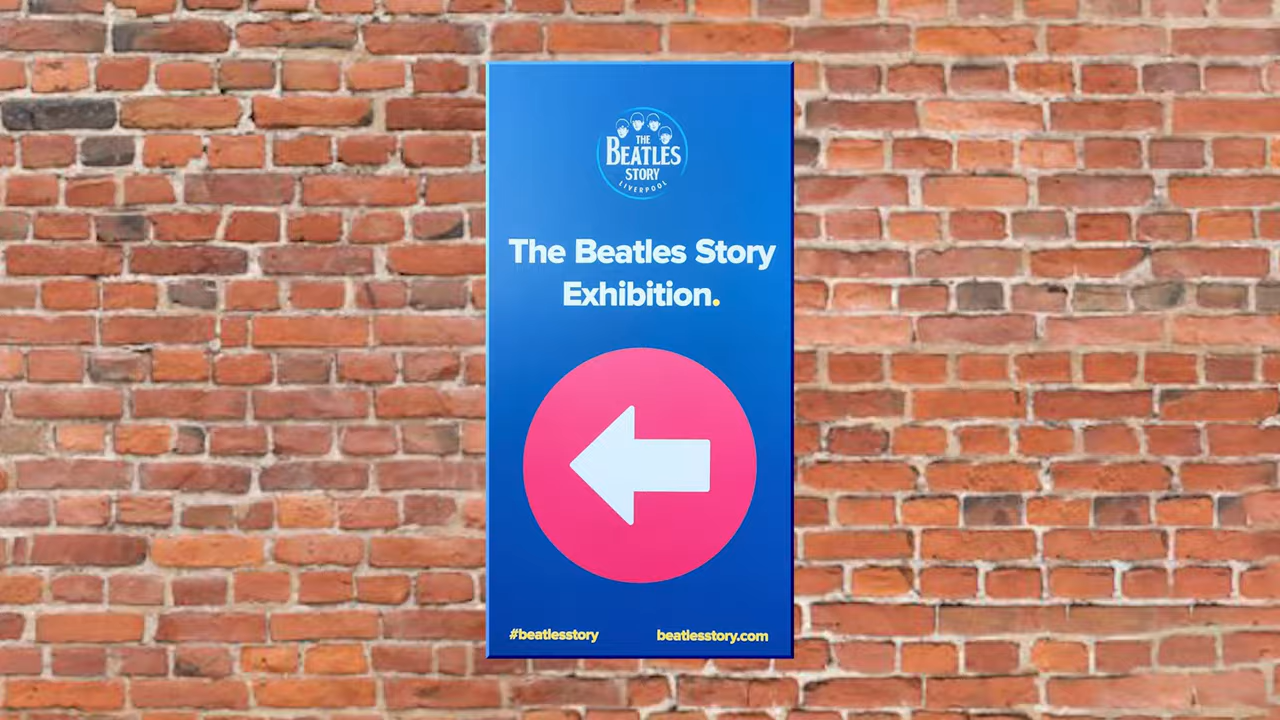 THE
BEATLES
STORY
LIVERPOOL
The Beatles Story
Exhibition.
#beatlesstory
beatlesstory.com